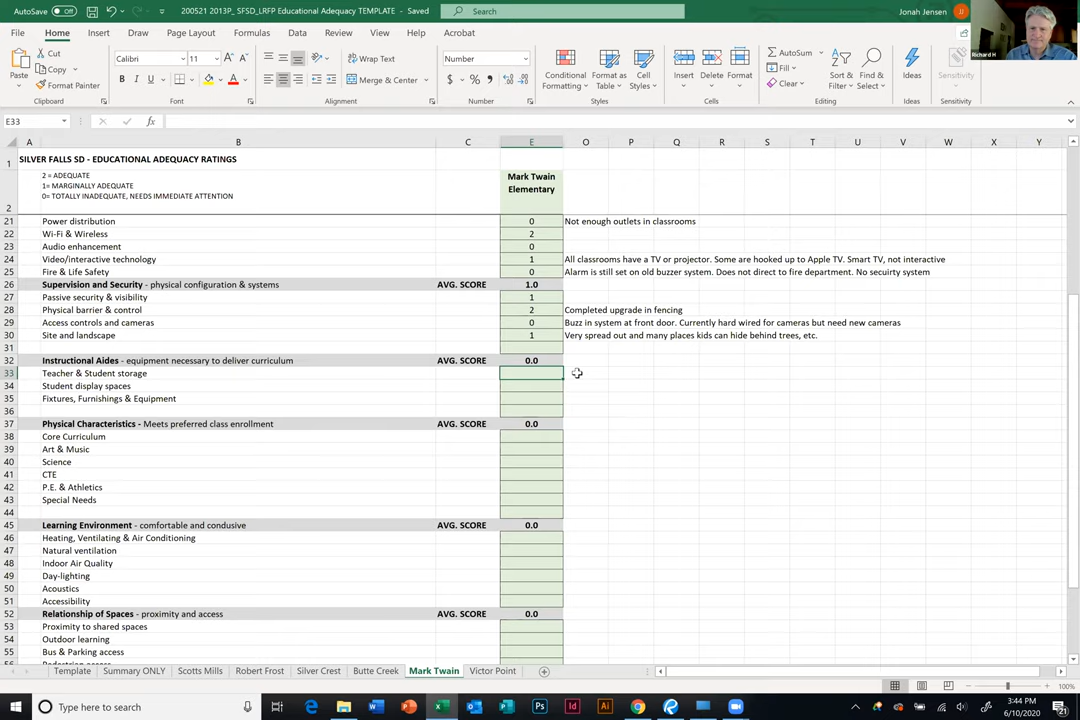 AutoSave Off 200521 2013P_ SFSD_LRFP Educational Adequacy TEMPLATE - Saved Search Jonah Jensen JJ
File Home Insert Draw Page Layout Formulas Data Review View Help Acrobat
Richard H
Paste Cut Copy Format Painter Clipboard
Calibri 11 B I U A Font
Wrap Text Merge & Center Alignment
Number $ % Number
Conditional Formatting Format as Table Cell Styles Styles
Insert Delete Format Cells
AutoSum Fill Clear Sort & Filter Find & Select Editing
Ideas Ideas
Sensitivity Sensitivity
E33 fx
A B C E O P Q R S T U V W X Y
1 SILVER FALLS SD - EDUCATIONAL ADEQUACY RATINGS
2 = ADEQUATE
1= MARGINALLY ADEQUATE
0= TOTALLY INADEQUATE, NEEDS IMMEDIATE ATTENTION
Mark Twain
Elementary
2
21 Power distribution 0 Not enough outlets in classrooms
22 Wi-Fi & Wireless 2
23 Audio enhancement 0
24 Video/interactive technology 1 All classrooms have a TV or projector. Some are hooked up to Apple TV. Smart TV, not interactive
25 Fire & Life Safety 0 Alarm is still set on old buzzer system. Does not direct to fire department. No secuirty system
26 Supervision and Security - physical configuration & systems AVG. SCORE 1.0
27 Passive security & visibility 1
28 Physical barrier & control 2 Completed upgrade in fencing
29 Access controls and cameras 0 Buzz in system at front door. Currently hard wired for cameras but need new cameras
30 Site and landscape 1 Very spread out and many places kids can hide behind trees, etc.
31
32 Instructional Aides - equipment necessary to deliver curriculum AVG. SCORE 0.0
33 Teacher & Student storage
34 Student display spaces
35 Fixtures, Furnishings & Equipment
36
37 Physical Characteristics - Meets preferred class enrollment AVG. SCORE 0.0
38 Core Curriculum
39 Art & Music
40 Science
41 CTE
42 P.E. & Athletics
43 Special Needs
44
45 Learning Environment - comfortable and condusive AVG. SCORE 0.0
46 Heating, Ventilating & Air Conditioning
47 Natural ventilation
48 Indoor Air Quality
49 Day-lighting
50 Acoustics
51 Accessibility
52 Relationship of Spaces - proximity and access AVG. SCORE 0.0
53 Proximity to shared spaces
54 Outdoor learning
55 Bus & Parking access
Template Summary ONLY Scotts Mills Robert Frost Silver Crest Butte Creek Mark Twain Victor Point
100%
Type here to search
3:44 PM
6/10/2020
21